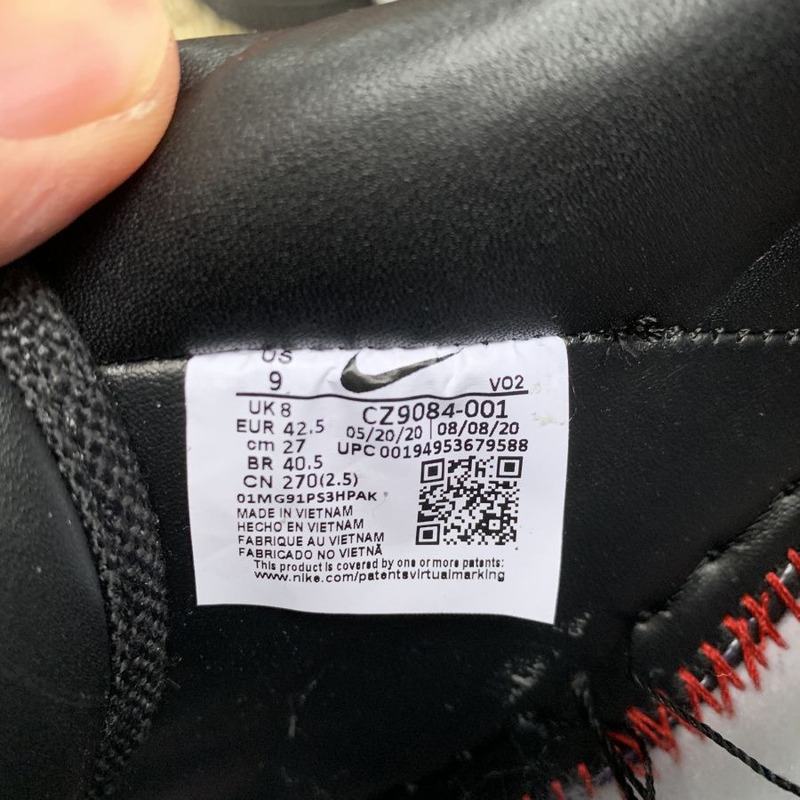 US
9
V02
UK 8
CZ9084-001
EUR 42.5
05/20/20 08/08/20
cm 27
UPC 00194953679588
BR 40.5
CN 270(2.5)
01MG91PS3HPAK
MADE IN VIETNAM
HECHO EN VIETNAM
FABRIQUE AU VIETNAM
FABRICADO NO VIETNÃ
This product is covered by one or more patents:
www.nike.com/patentsvirtualmarking